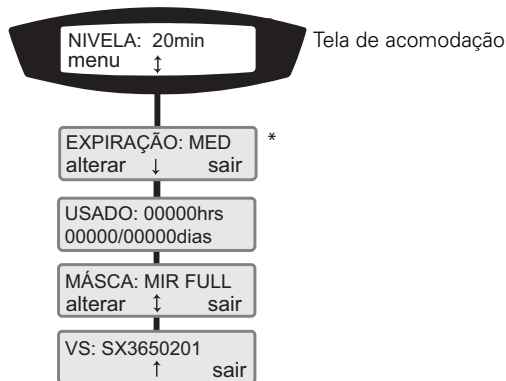 NIVELA: 20min
menu ↕
Tela de acomodação
EXPIRAÇÃO: MED *
alterar ↓ sair
USADO: 00000hrs
00000/00000dias
MÁSCA: MIR FULL
alterar ↕ sair
VS: SX3650201
↑ sair